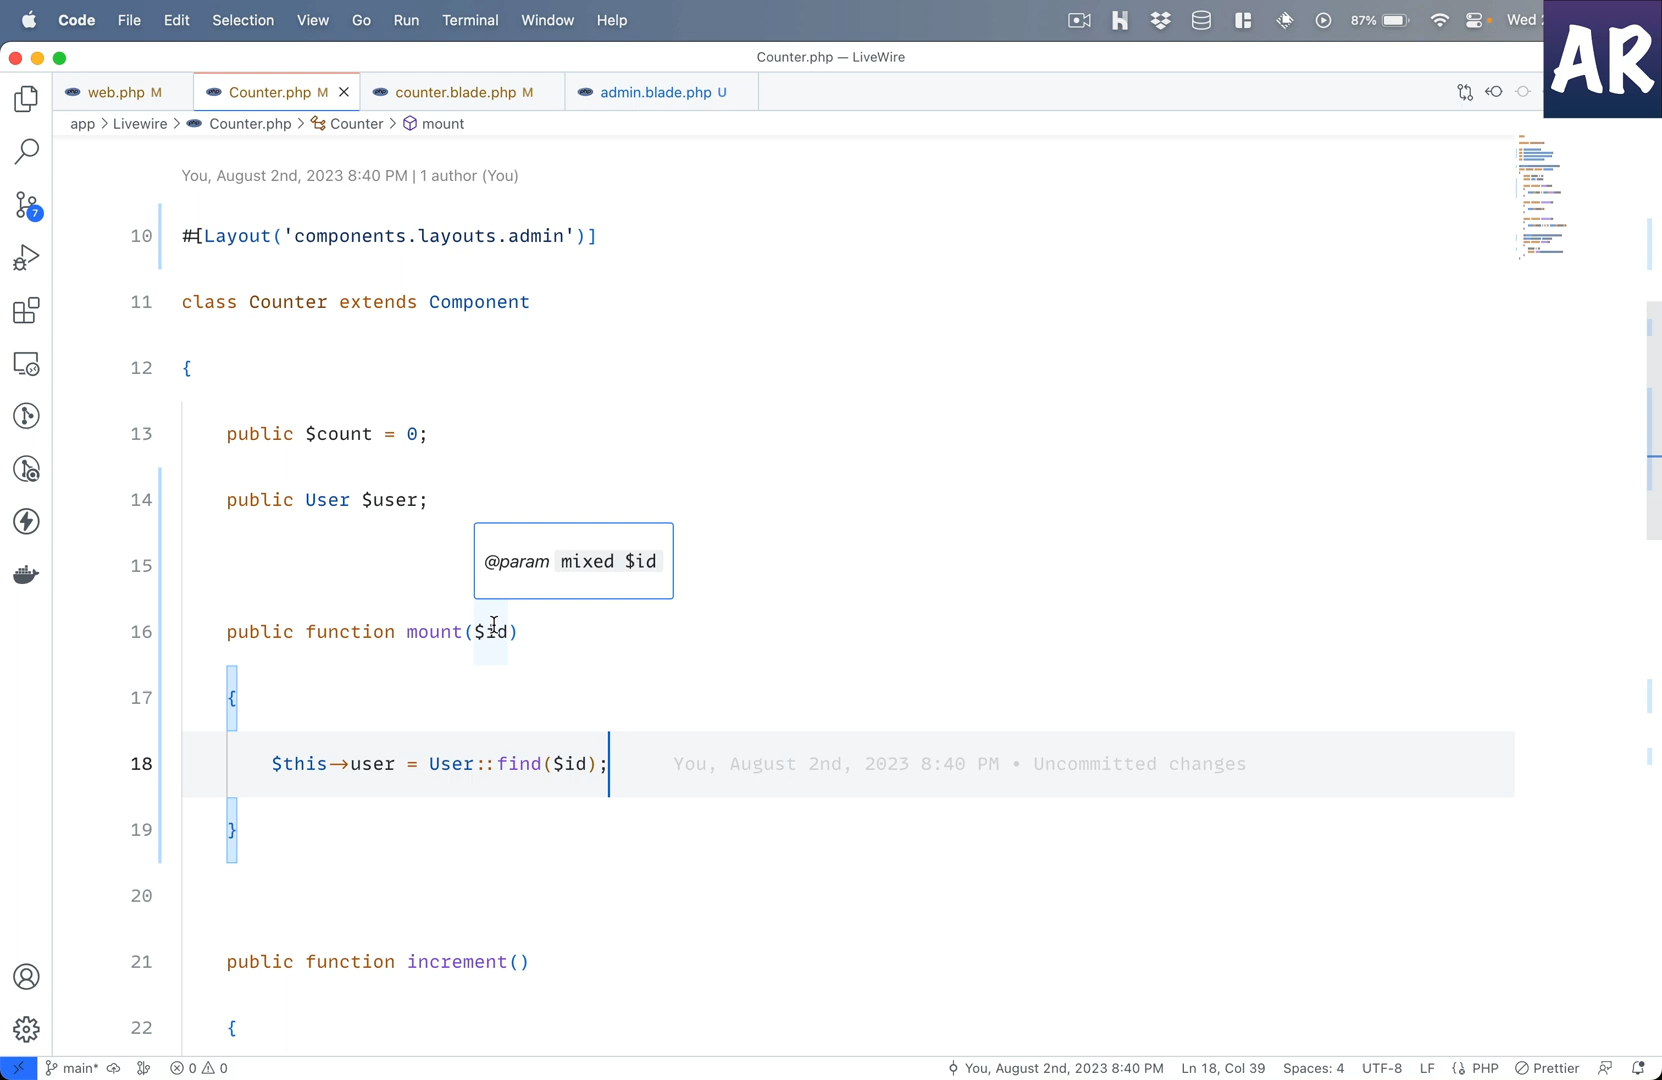 Code File Edit Selection View Go Run Terminal Window Help 87% Wed
AR
Counter.php — LiveWire
web.php M Counter.php M counter.blade.php M admin.blade.php U
app > Livewire > Counter.php > Counter > mount
You, August 2nd, 2023 8:40 PM | 1 author (You)
10 #[Layout('components.layouts.admin')]
11 class Counter extends Component
12 {
13 public $count = 0;
14 public User $user;
15
@param mixed $id
16 public function mount($id)
17 {
18 $this->user = User::find($id); You, August 2nd, 2023 8:40 PM • Uncommitted changes
19 }
20
21 public function increment()
22 {
7
main* 0 0 You, August 2nd, 2023 8:40 PM Ln 18, Col 39 Spaces: 4 UTF-8 LF PHP Prettier